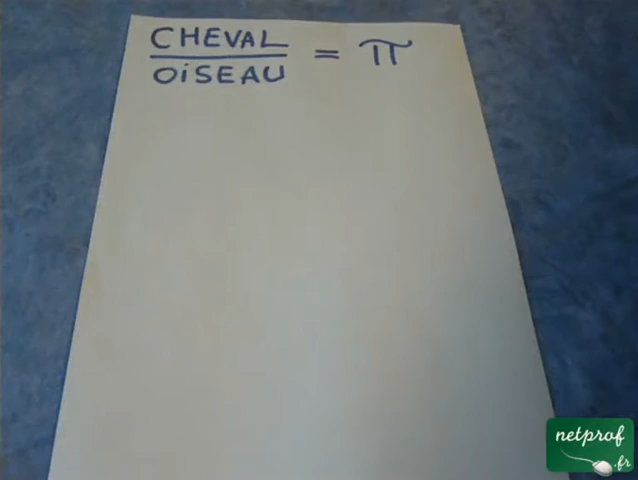 CHEVAL
OiSEAU
= π
netprof
.fr